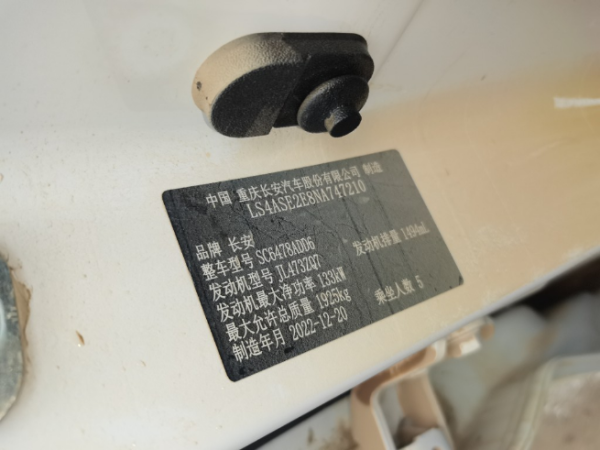 中国 重庆长安汽车股份有限公司 制造
LS4ASE2E8NA747210
品牌 长安
整车型号 SC6478ADD6 发动机排量 1494mL
发动机型号 JL473ZQ7
发动机最大净功率 133kW
最大允许总质量 1925kg 乘坐人数 5
制造年月 2022-12-20